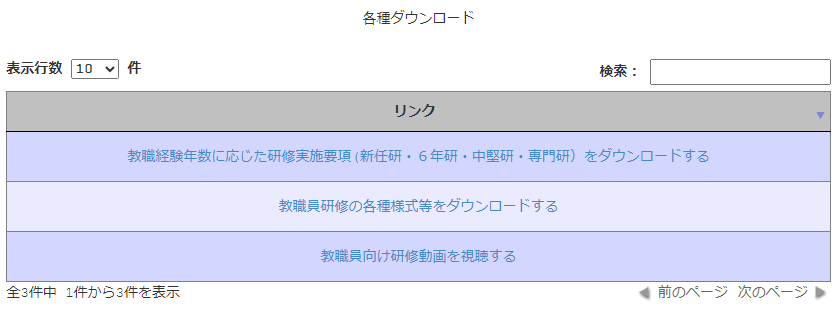 各種ダウンロード
表示行数 10 件 検索：
リンク
教職経験年数に応じた研修実施要項 (新任研・６年研・中堅研・専門研）をダウンロードする
教職員研修の各種様式等をダウンロードする
教職員向け研修動画を視聴する
全3件中 1件から3件を表示 前のページ 次のページ